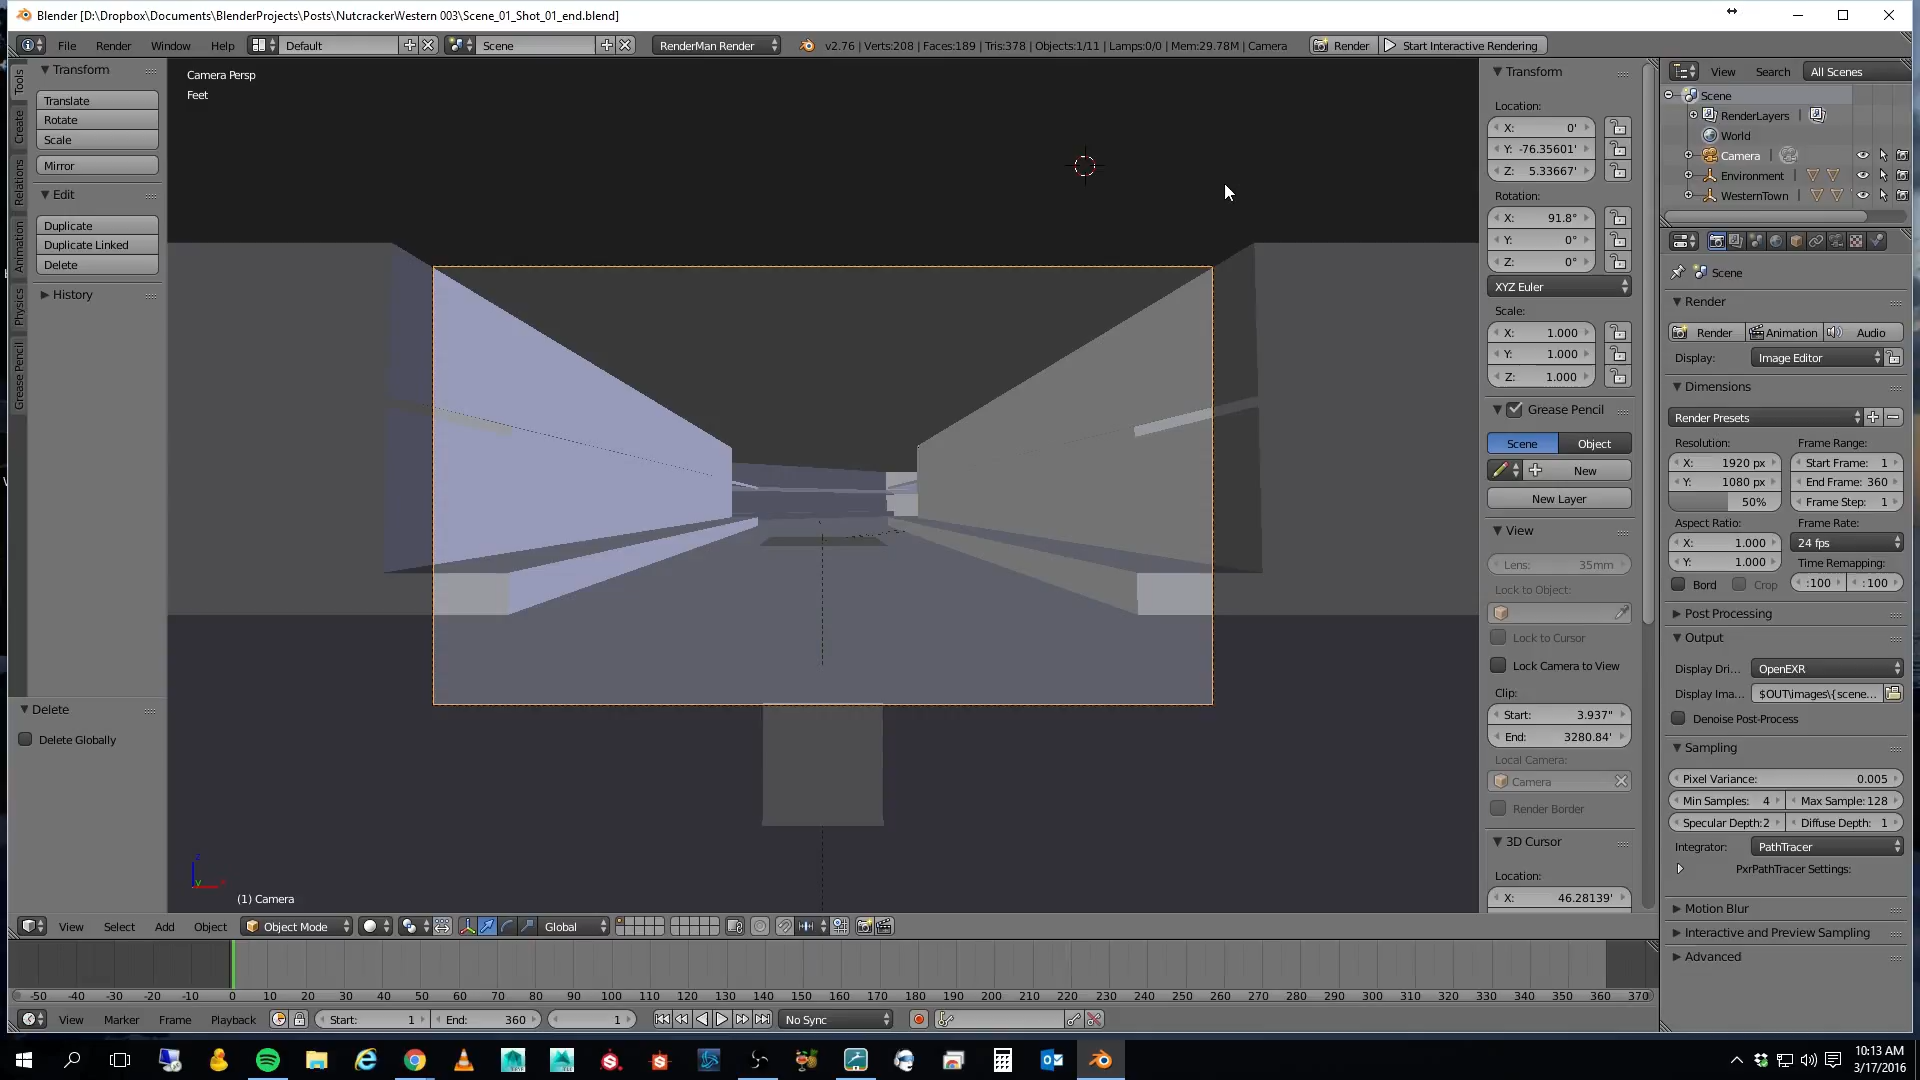 Blender [D:\Dropbox\Documents\BlenderProjects\Posts\NutcrackerWestern 003\Scene_01_Shot_01_end.blend]
File Render Window Help Default Scene RenderMan Render v2.76 | Verts:208 | Faces:189 | Tris:378 | Objects:1/11 | Lamps:0/0 | Mem:29.78M | Camera Render Start Interactive Rendering
Tools
Create
Relations
Animation
Physics
Grease Pencil
Transform
Translate
Rotate
Scale
Mirror
Edit
Duplicate
Duplicate Linked
Delete
History
Delete
Delete Globally
Camera Persp
Feet
(1) Camera
Transform
Location:
X: 0'
Y: -76.35601'
Z: 5.33667'
Rotation:
X: 91.8°
Y: 0°
Z: 0°
XYZ Euler
Scale:
X: 1.000
Y: 1.000
Z: 1.000
Grease Pencil
Scene Object
New
New Layer
View
Lens: 35mm
Lock to Object:
Lock to Cursor
Lock Camera to View
Clip:
Start: 3.937"
End: 3280.84'
Local Camera:
Camera
Render Border
3D Cursor
Location:
X: 46.28139'
View Search All Scenes
Scene
RenderLayers |
World
Camera |
Environment
WesternTown
Scene
Render
Render Animation Audio
Display: Image Editor
Dimensions
Render Presets
Resolution: Frame Range:
X: 1920 px Start Frame: 1
Y: 1080 px End Frame: 360
50% Frame Step: 1
Aspect Ratio: Frame Rate:
X: 1.000 24 fps
Y: 1.000 Time Remapping:
Bord Crop :100 :100
Post Processing
Output
Display Dri... OpenEXR
Display Ima... $OUT\images\{scene...
Denoise Post-Process
Sampling
Pixel Variance: 0.005
Min Samples: 4 Max Sample: 128
Specular Depth:2 Diffuse Depth: 1
Integrator: PathTracer
PxrPathTracer Settings:
Motion Blur
Interactive and Preview Sampling
Advanced
View Select Add Object Object Mode Global
-50 -40 -30 -20 -10 0 10 20 30 40 50 60 70 80 90 100 110 120 130 140 150 160 170 180 190 200 210 220 230 240 250 260 270 280 290 300 310 320 330 340 350 360 370
View Marker Frame Playback Start: 1 End: 360 1 No Sync
10:13 AM
3/17/2016